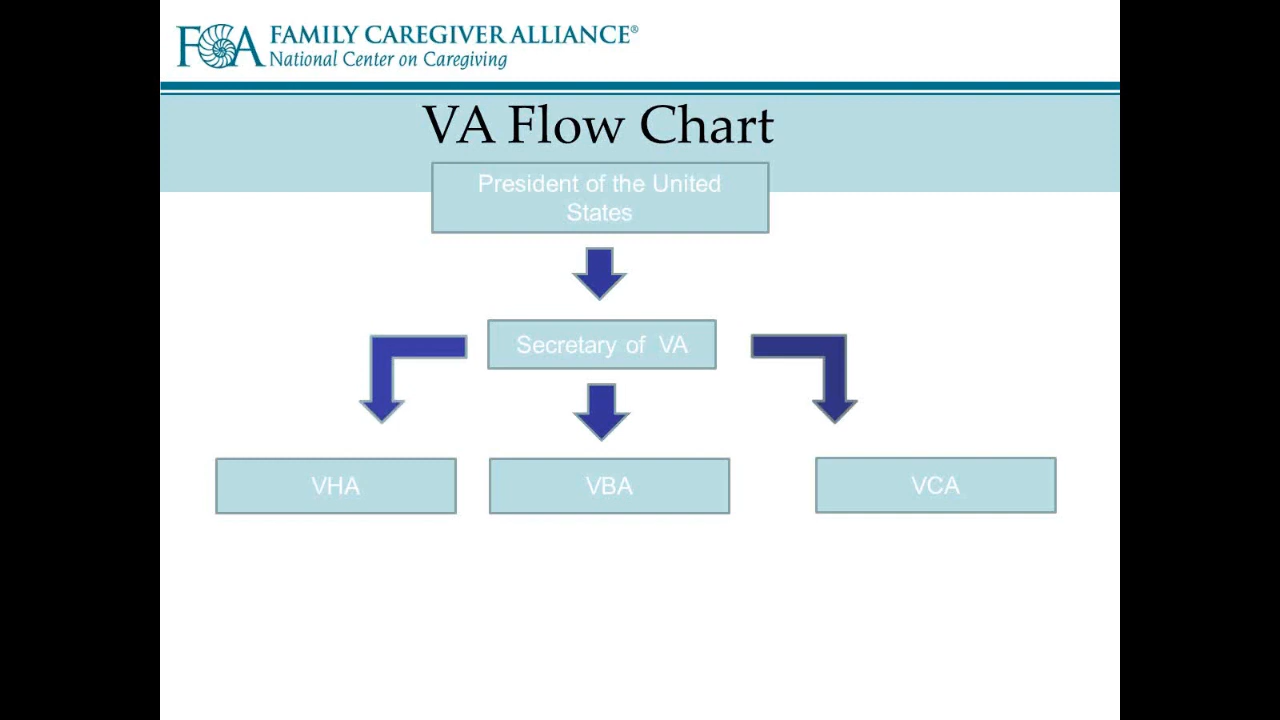 FCA FAMILY CAREGIVER ALLIANCE®
National Center on Caregiving
VA Flow Chart
President of the United
States
Secretary of VA
VHA
VBA
VCA